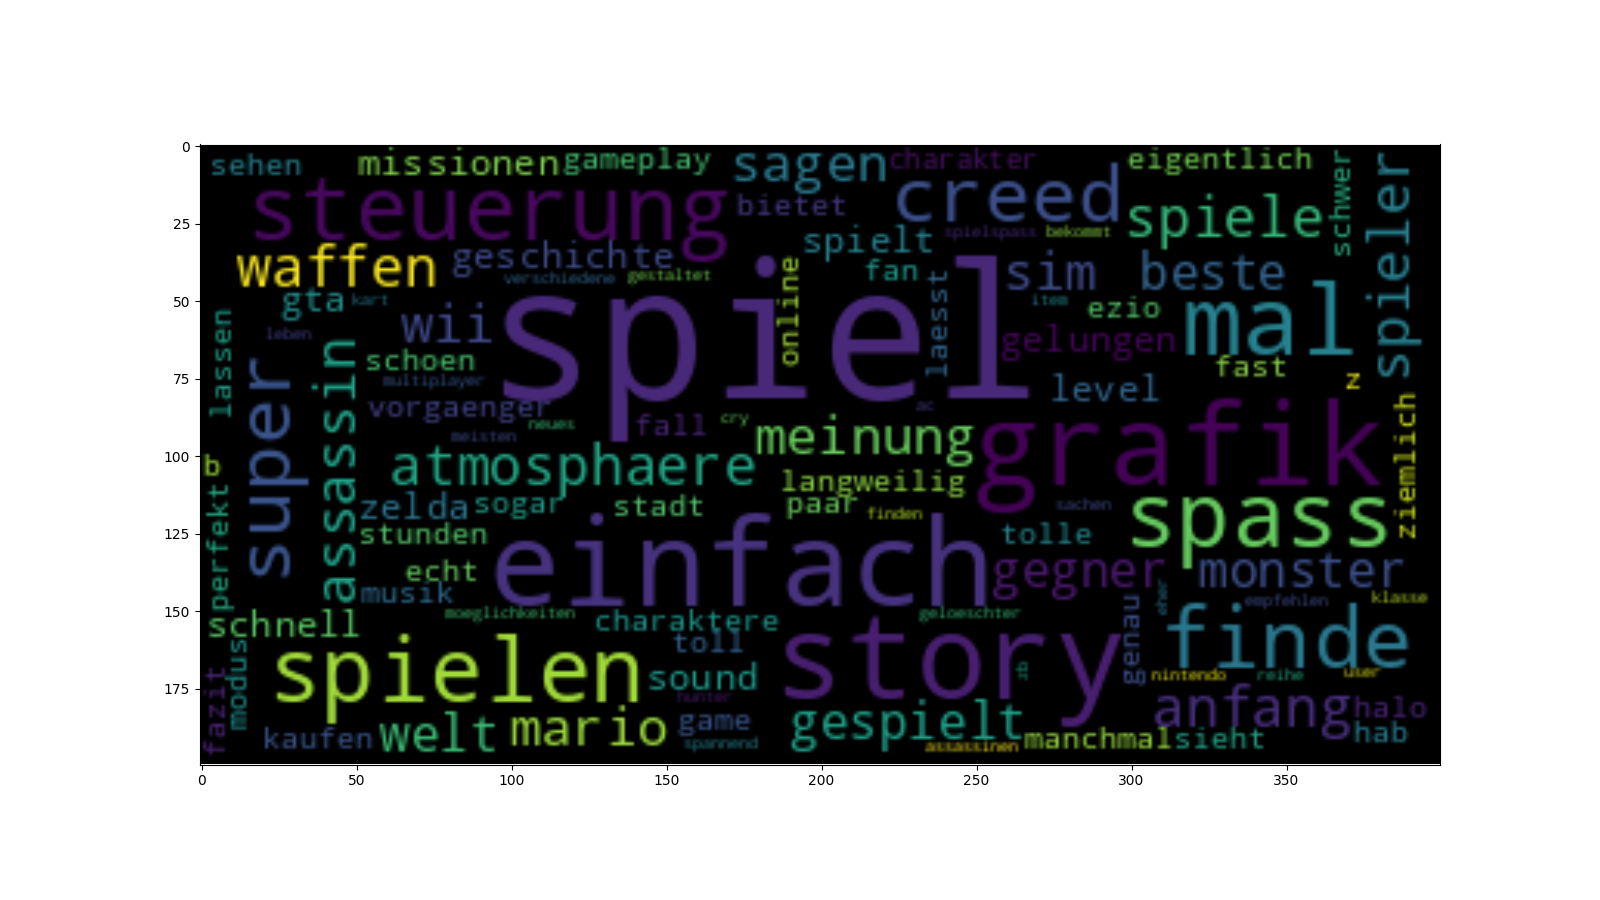 0
25
50
75
100
125
150
175
0
50
100
150
200
250
300
350
sehen
missionen
gameplay
sagen
charakter
eigentlich
schwer
spieler
steuerung
bietet
creed
spiele
spielt
spielspass
bekommt
waffen
geschichte
verschiedene
gestaltet
online
fan
laesst
sim
beste
gta
kart
wii
spiel
item
ezio
mal
lassen
leben
gelungen
fast
schoen
multiplayer
level
z
super
assassin
vorgaenger
neues
meisten
fall
cry
ac
meinung
grafik
ziemlich
b
atmosphaere
langweilig
perfekt
zelda
sogar
stadt
paar
finden
sachen
spass
stunden
einfach
tolle
echt
gegner
monster
musik
eher
empfehlen
klasse
moeglichkeiten
geloeschter
genau
schnell
charaktere
story
finde
modus
toll
spielen
sound
zb
nintendo
reihe
user
fazit
hunter
anfang
halo
kaufen
welt
mario
game
spannend
gespielt
assassinen
manchmal
sieht
hab